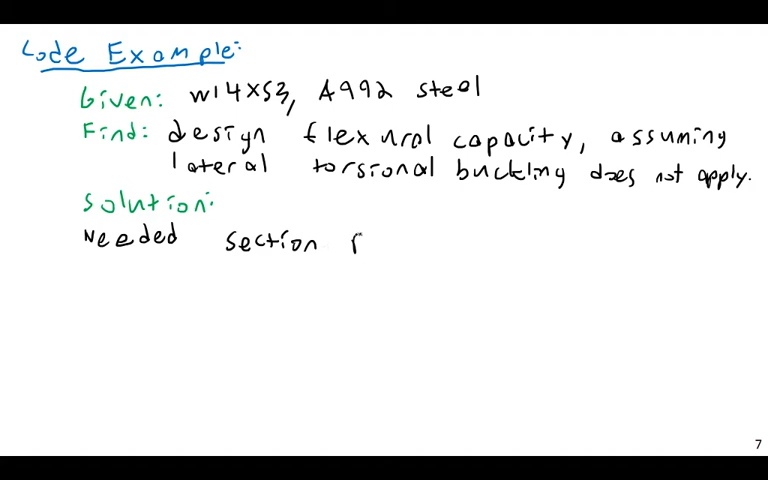 Code Example:
Given: W14X53, A992 steel
Find: design flexural capacity, assuming
lateral torsional buckling does not apply.
Solution:
Needed section r
7